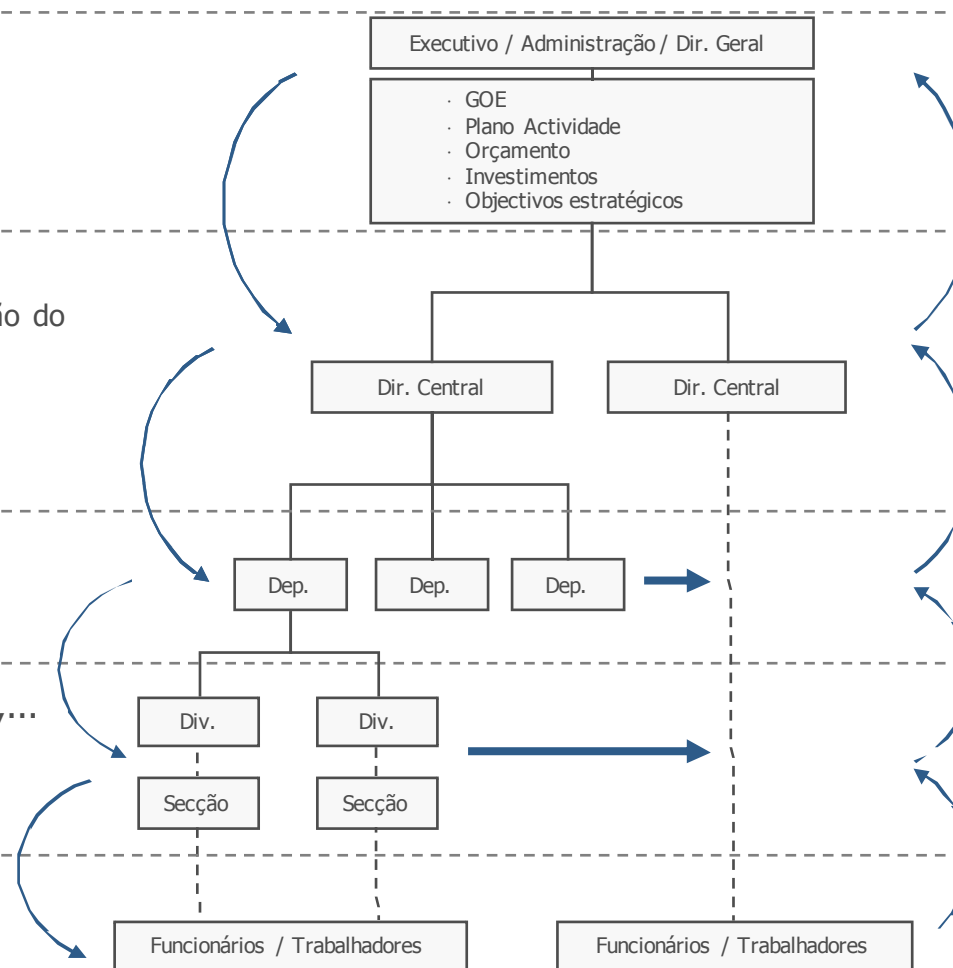 Executivo / Administração / Dir. Geral
· GOE
· Plano Actividade
· Orçamento
· Investimentos
· Objectivos estratégicos
do
Dir. Central
Dir. Central
Dep.
Dep.
Dep.
Div.
Div.
Secção
Secção
Funcionários / Trabalhadores
Funcionários / Trabalhadores